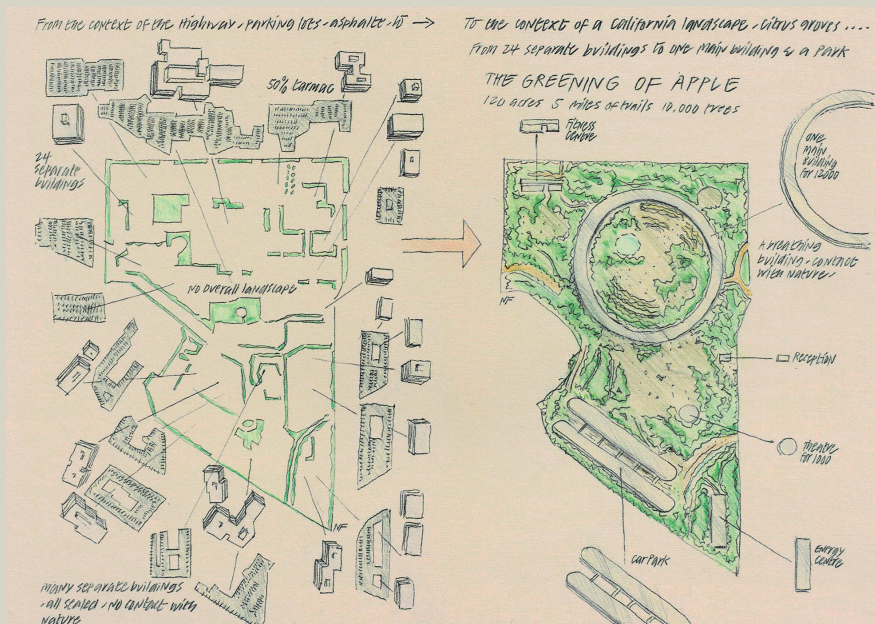 From the context of the Highway, parking lots, asphalte,
50% tarmac
24
separate
buildings
No overall landscape
NF
many separate buildings
all sealed, no contact with
nature
To the context of a California landscape, citrus groves ....
From 24 separate buildings to one main building & a Park
THE GREENING OF APPLE
120 acres 5 miles of trails 10,000 trees
Fitness
Centre
ONE
main
Building
for 12000
A breathing
building, contact
with nature
NF
Reception
Theatre
for 1000
Car Park
Energy
Centre